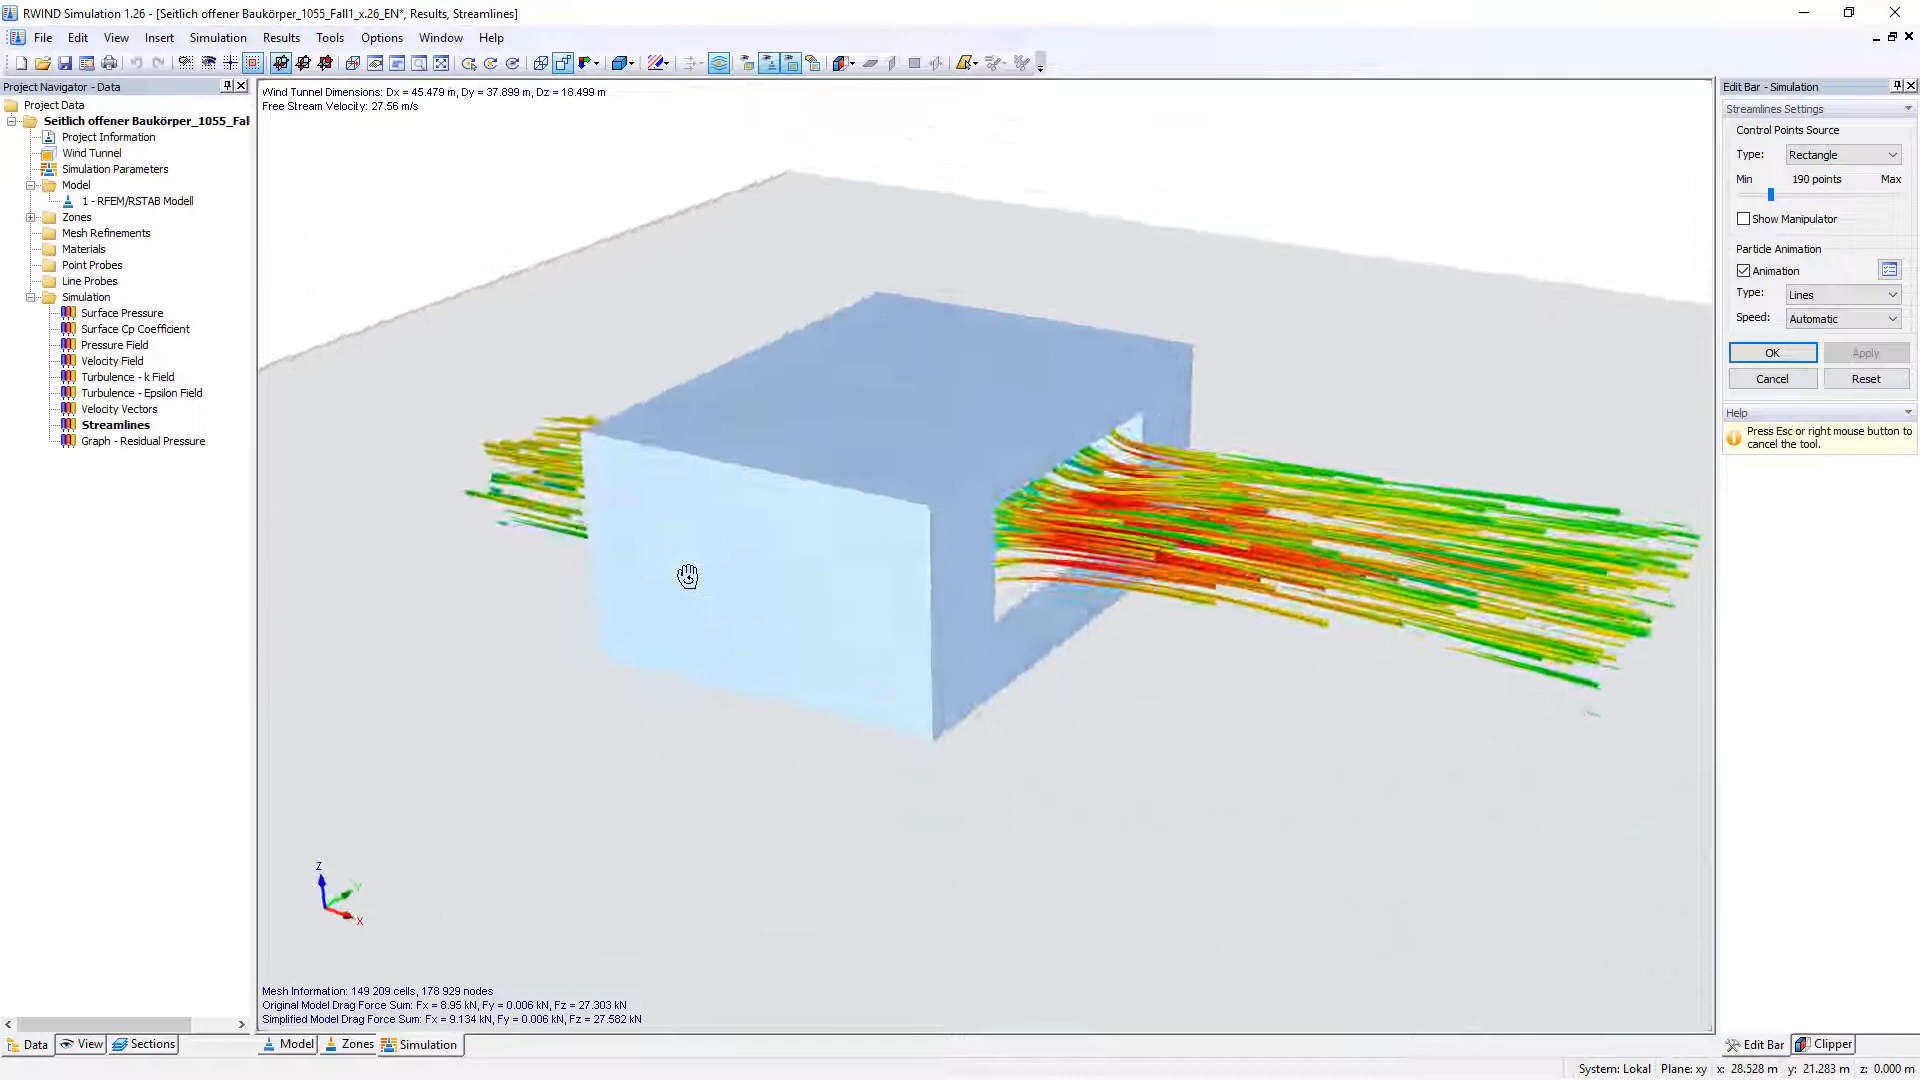 RWIND Simulation 1.26 - [Seitlich offener Baukörper_1055_Fall1_x.26_EN*, Results, Streamlines]
File Edit View Insert Simulation Results Tools Options Window Help
Project Navigator - Data
Project Data
Seitlich offener Baukörper_1055_Fal
Project Information
Wind Tunnel
Simulation Parameters
Model
1 - RFEM/RSTAB Modell
Zones
Mesh Refinements
Materials
Point Probes
Line Probes
Simulation
Surface Pressure
Surface Cp Coefficient
Pressure Field
Velocity Field
Turbulence - k Field
Turbulence - Epsilon Field
Velocity Vectors
Streamlines
Graph - Residual Pressure
Data View Sections
Wind Tunnel Dimensions: Dx = 45.479 m, Dy = 37.899 m, Dz = 18.499 m
Free Stream Velocity: 27.56 m/s
Z
Y
X
Mesh Information: 149 209 cells, 178 929 nodes
Original Model Drag Force Sum: Fx = 8.95 kN, Fy = 0.006 kN, Fz = 27.303 kN
Simplified Model Drag Force Sum: Fx = 9.134 kN, Fy = 0.006 kN, Fz = 27.582 kN
Model Zones Simulation
Edit Bar - Simulation
Streamlines Settings
Control Points Source
Type: Rectangle
Min 190 points Max
Show Manipulator
Particle Animation
Animation
Type: Lines
Speed: Automatic
OK Apply
Cancel Reset
Help
Press Esc or right mouse button to
cancel the tool.
Edit Bar Clipper
System: Lokal Plane: xy x: 28.528 m y: 21.283 m z: 0.000 m